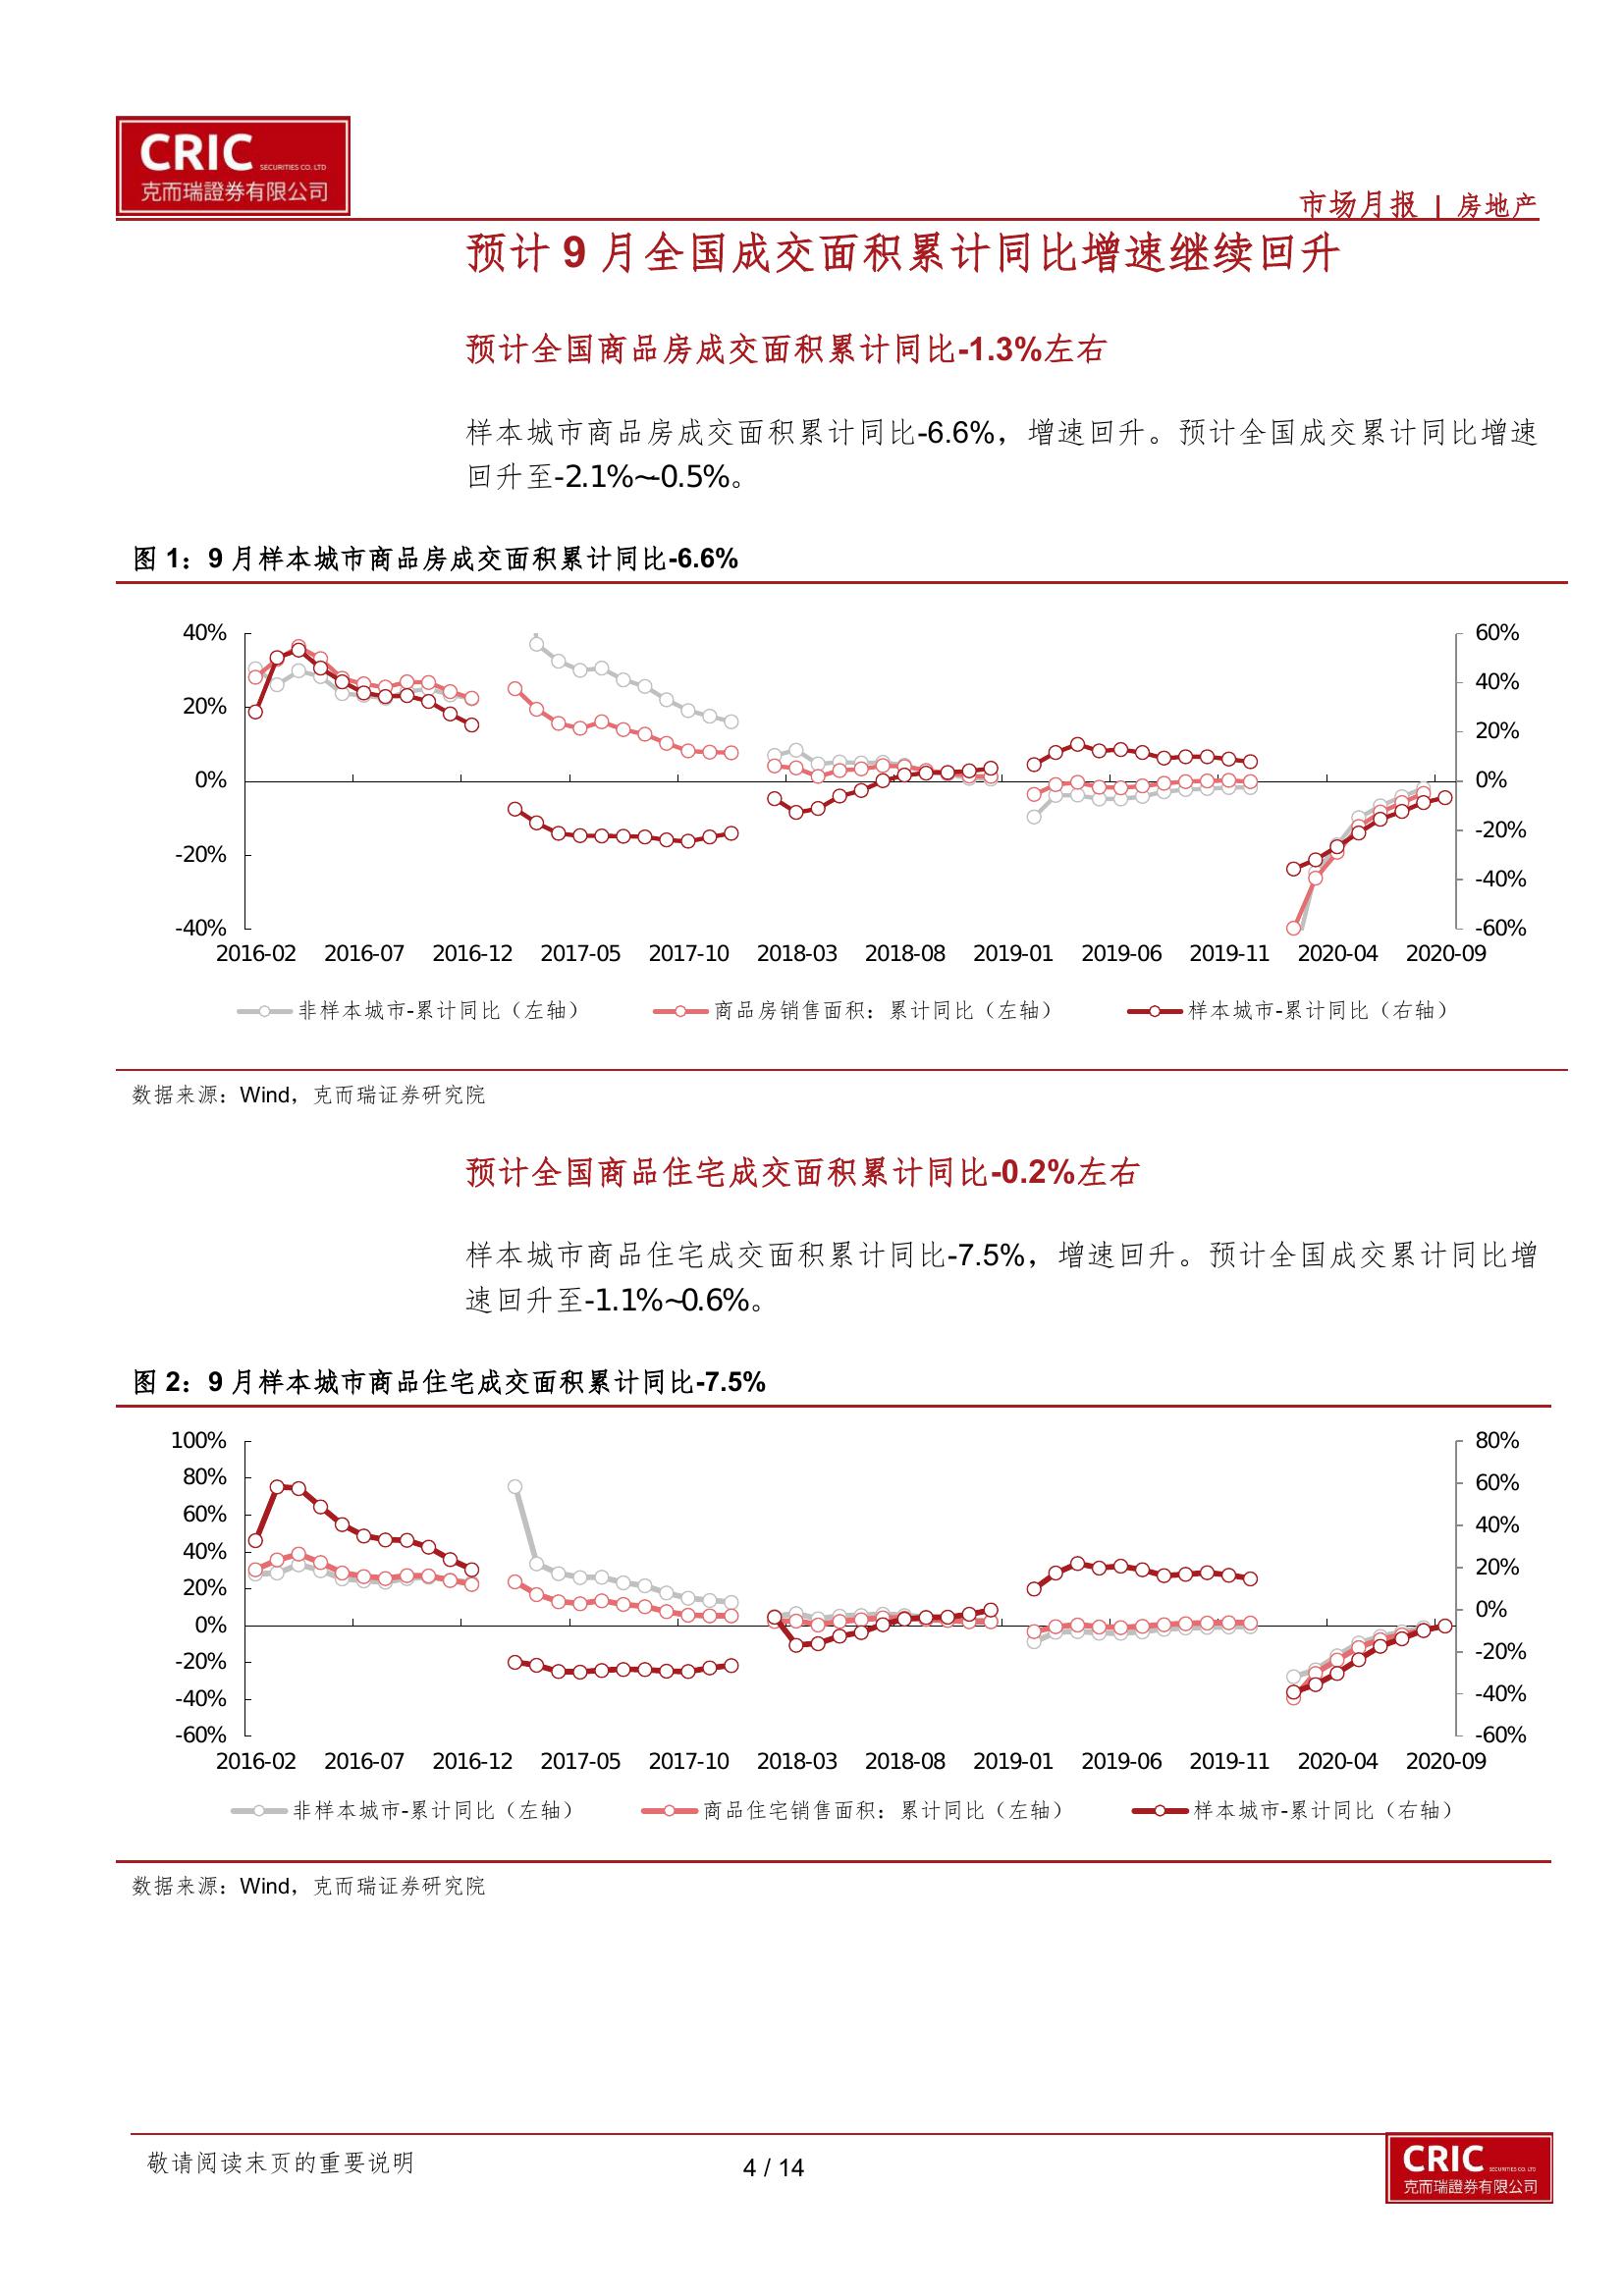 CRIC SECURITIES CO. LTD
克而瑞證券有限公司
市场月报 | 房地产
预计 9 月全国成交面积累计同比增速继续回升
预计全国商品房成交面积累计同比-1.3%左右
样本城市商品房成交面积累计同比-6.6%，增速回升。预计全国成交累计同比增速
回升至-2.1%~-0.5%。
图 1：9 月样本城市商品房成交面积累计同比-6.6%
40%
20%
0%
-20%
-40%
60%
40%
20%
0%
-20%
-40%
-60%
2016-02 2016-07 2016-12 2017-05 2017-10 2018-03 2018-08 2019-01 2019-06 2019-11 2020-04 2020-09
非样本城市-累计同比（左轴） 商品房销售面积：累计同比（左轴） 样本城市-累计同比（右轴）
数据来源：Wind，克而瑞证券研究院
预计全国商品住宅成交面积累计同比-0.2%左右
样本城市商品住宅成交面积累计同比-7.5%，增速回升。预计全国成交累计同比增
速回升至-1.1%~0.6%。
图 2：9 月样本城市商品住宅成交面积累计同比-7.5%
100%
80%
60%
40%
20%
0%
-20%
-40%
-60%
80%
60%
40%
20%
0%
-20%
-40%
-60%
2016-02 2016-07 2016-12 2017-05 2017-10 2018-03 2018-08 2019-01 2019-06 2019-11 2020-04 2020-09
非样本城市-累计同比（左轴） 商品住宅销售面积：累计同比（左轴） 样本城市-累计同比（右轴）
数据来源：Wind，克而瑞证券研究院
敬请阅读末页的重要说明
4 / 14
CRIC SECURITIES CO. LTD
克而瑞證券有限公司